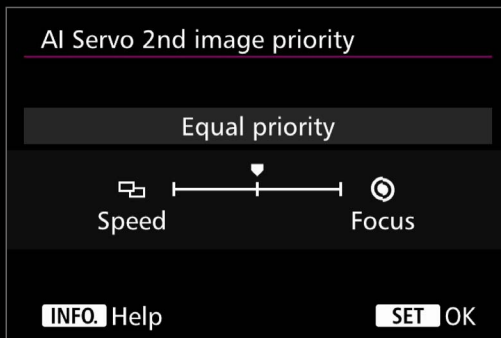 AI Servo 2nd image priority
Equal priority
Speed Focus
INFO. Help SET OK